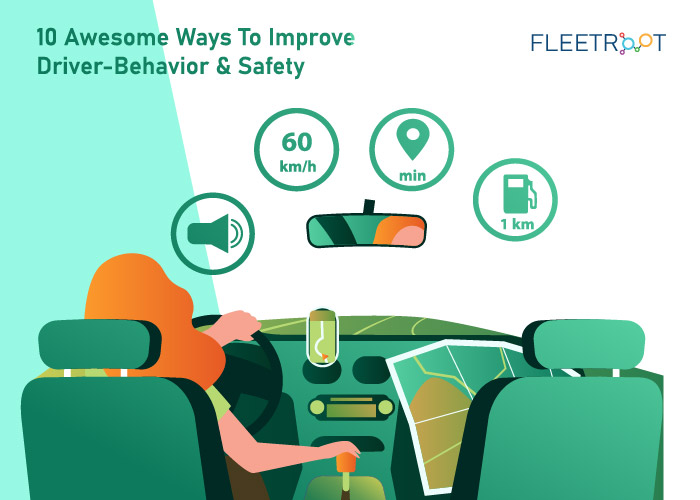 10 Awesome Ways To Improve
Driver-Behavior & Safety
FLEETROOT
60
km/h
min
1 km